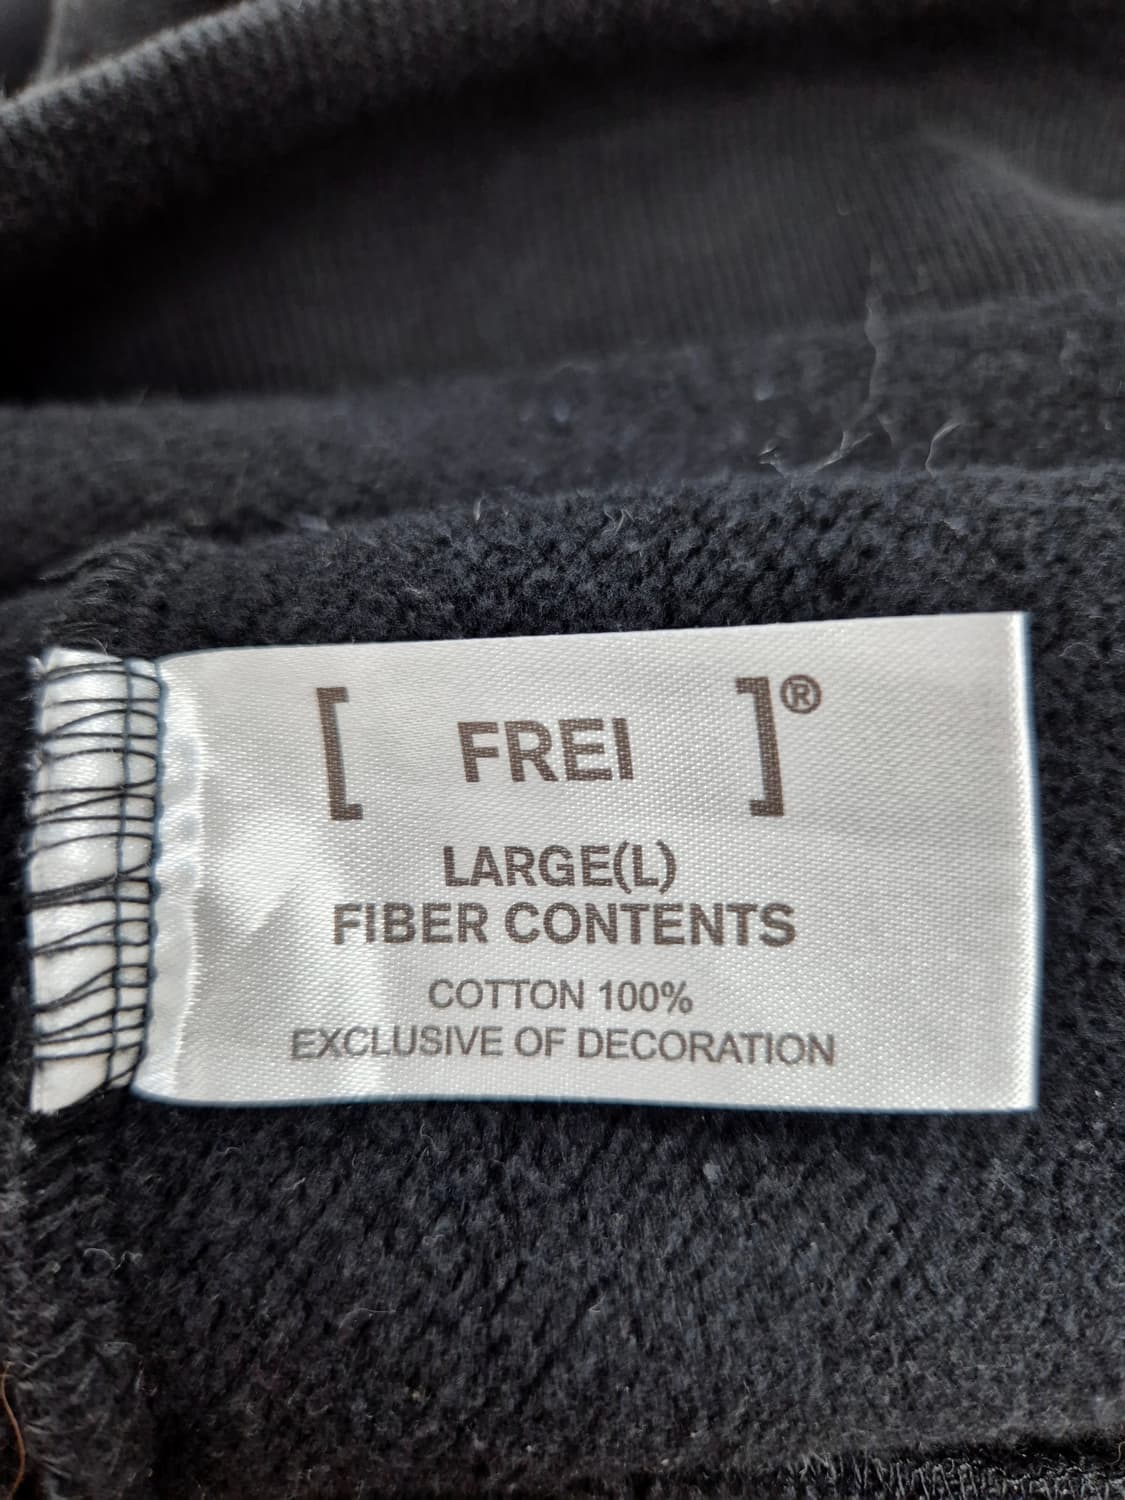 [ FREI ]®
LARGE(L)
FIBER CONTENTS
COTTON 100%
EXCLUSIVE OF DECORATION